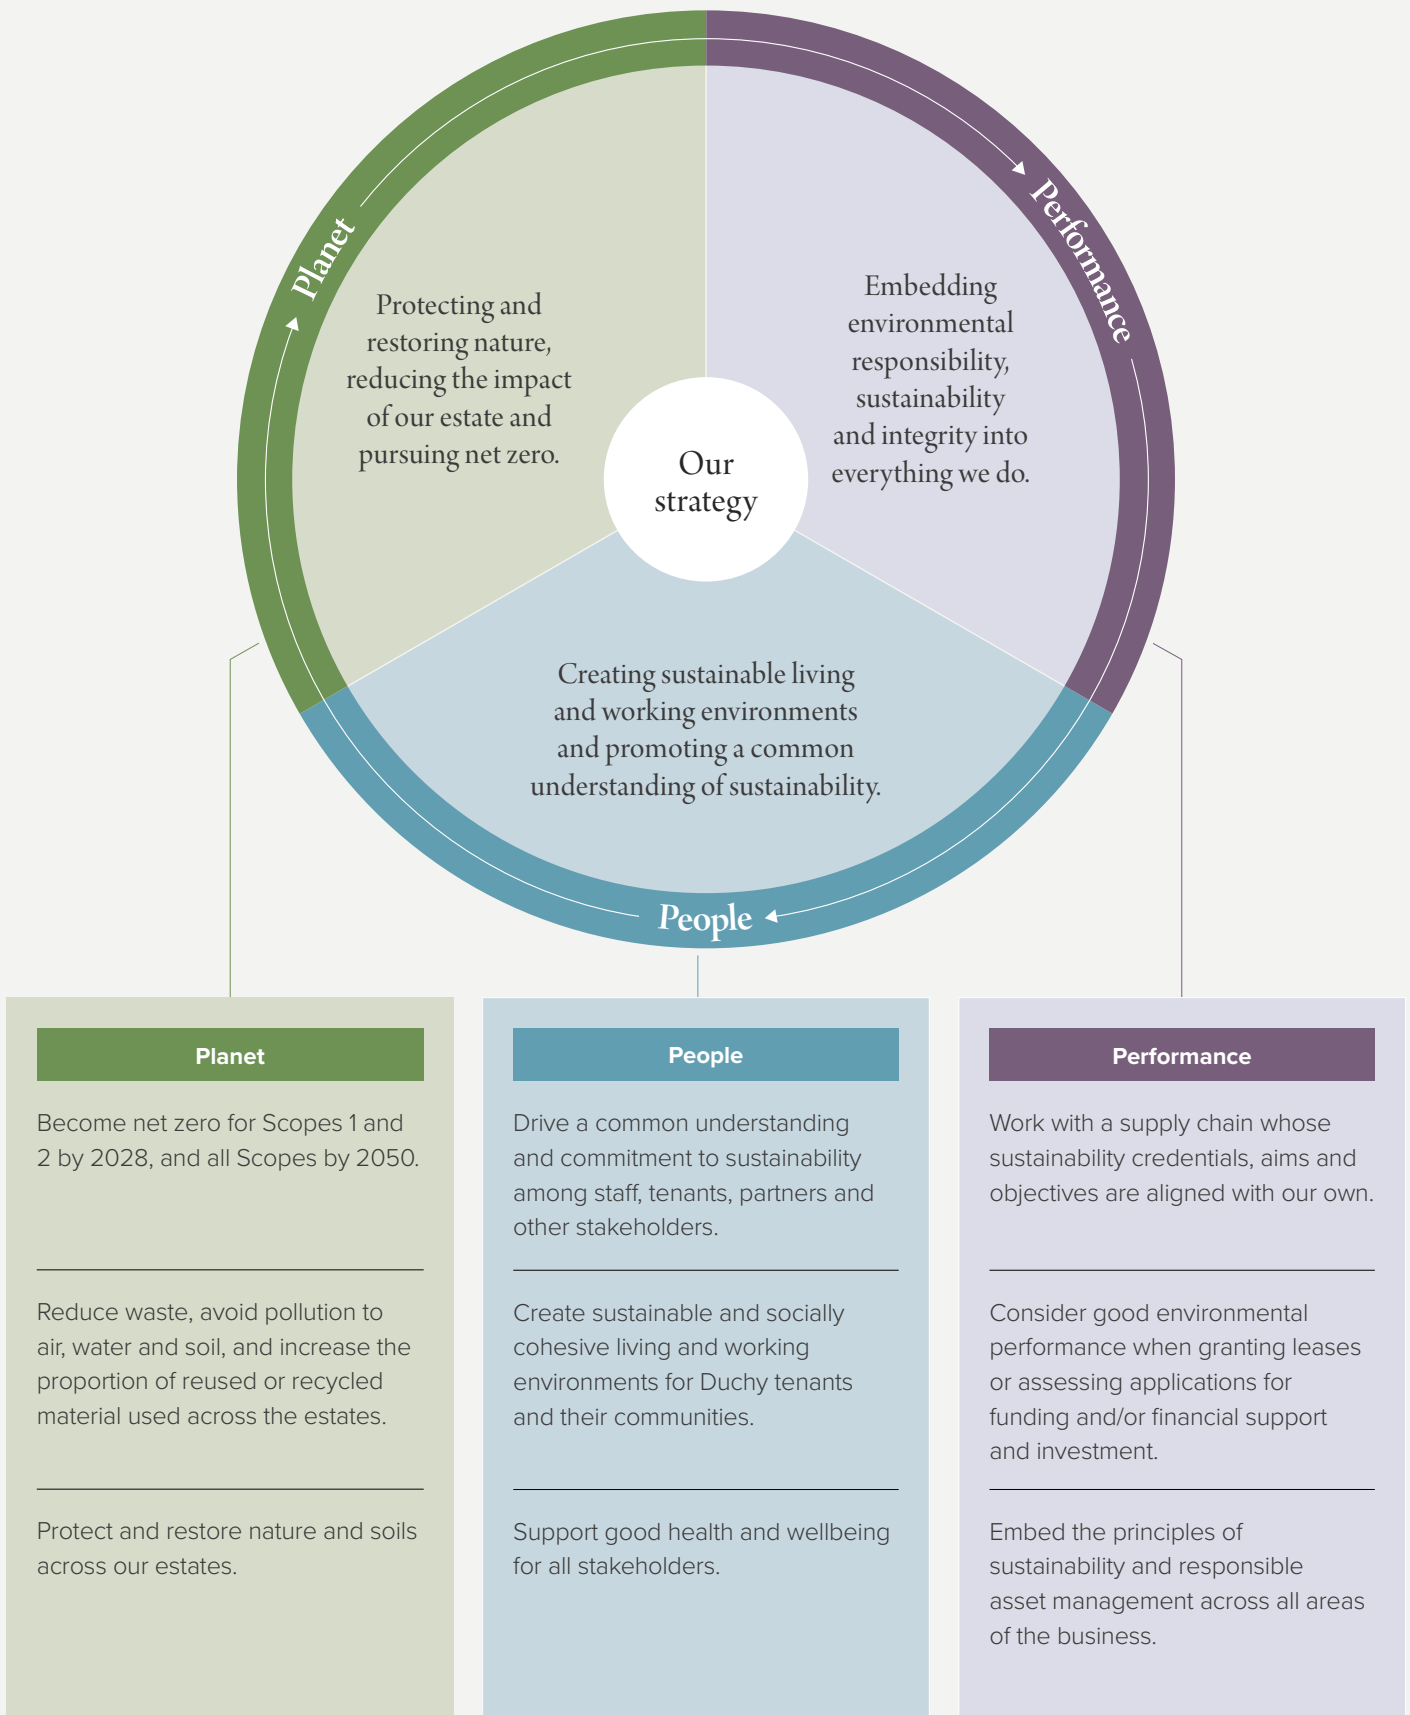 Planet
Protecting and
restoring nature,
reducing the impact
of our estate and
pursuing net zero.
Performance
Embedding
environmental
responsibility,
sustainability
and integrity into
everything we do.
Our
strategy
Creating sustainable living
and working environments
and promoting a common
understanding of sustainability.
People
Planet
Become net zero for Scopes 1 and
2 by 2028, and all Scopes by 2050.
Reduce waste, avoid pollution to
air, water and soil, and increase the
proportion of reused or recycled
material used across the estates.
Protect and restore nature and soils
across our estates.
People
Drive a common understanding
and commitment to sustainability
among staff, tenants, partners and
other stakeholders.
Create sustainable and socially
cohesive living and working
environments for Duchy tenants
and their communities.
Support good health and wellbeing
for all stakeholders.
Performance
Work with a supply chain whose
sustainability credentials, aims and
objectives are aligned with our own.
Consider good environmental
performance when granting leases
or assessing applications for
funding and/or financial support
and investment.
Embed the principles of
sustainability and responsible
asset management across all areas
of the business.